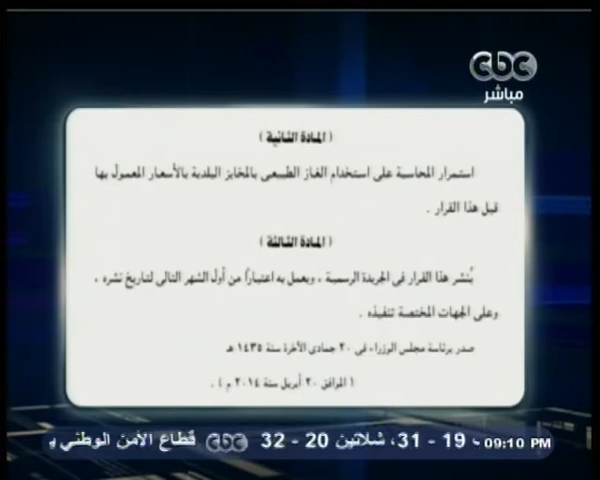 cbc
مباشر
( المادة الثانية )
استمرار المحاسبة على استخدام الغاز الطبيعى بالمخابز البلدية بالأسعار المعمول بها
قبل هذا القرار .
( المادة الثالثة )
يُنشر هذا القرار فى الجريدة الرسمية ، ويعمل به اعتبارًا من أول الشهر التالى لتاريخ نشره ،
وعلى الجهات المختصة تنفيذه .
صدر برئاسة مجلس الوزراء فى ٢٠ جمادى الآخرة سنة ١٤٣٥ هـ
( الموافق ٢٠ أبريل سنة ٢٠١٤ م ) .
09:10 PM 19 - 31، شلاتين 20 - 32 cbc قطاع الأمن الوطني